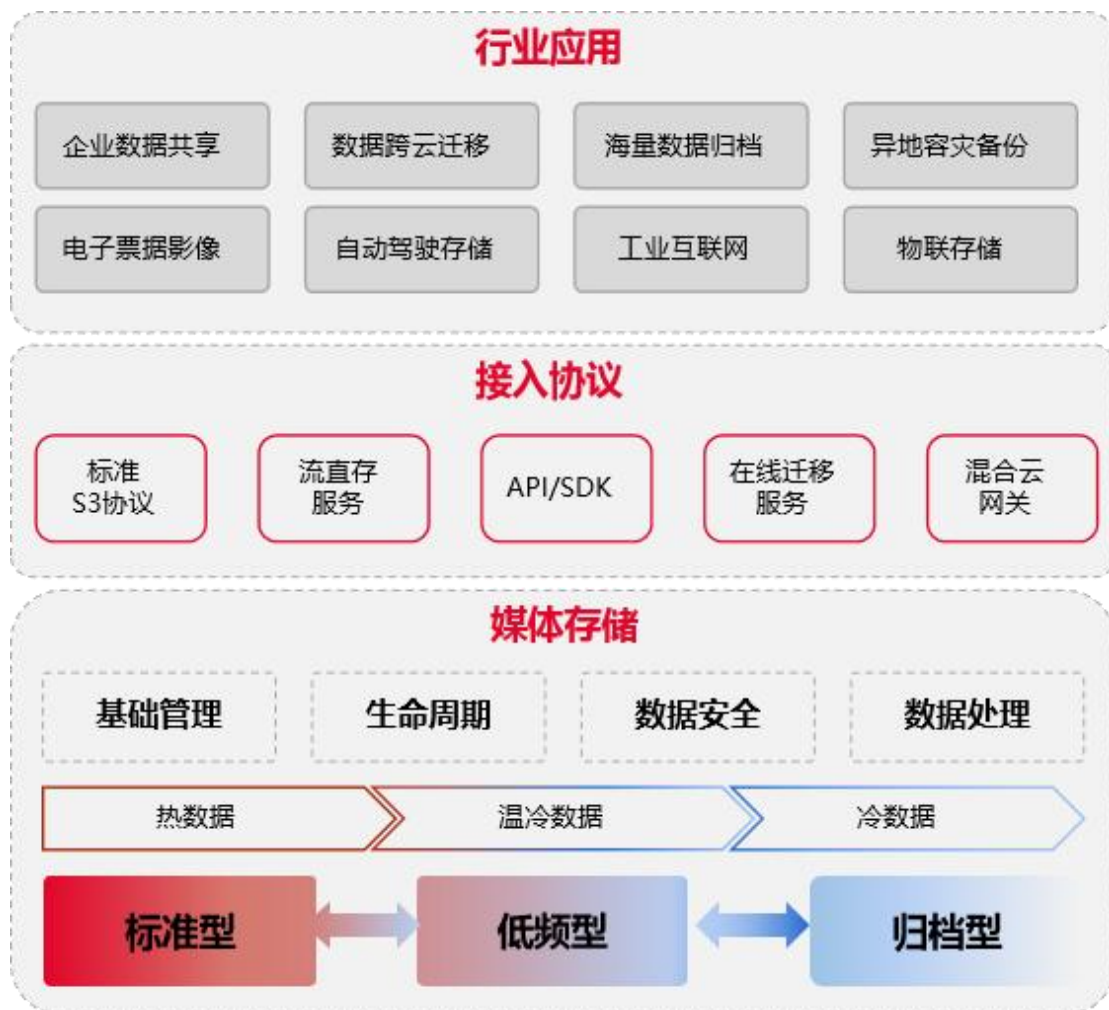 行业应用
企业数据共享
数据跨云迁移
海量数据归档
异地容灾备份
电子票据影像
自动驾驶存储
工业互联网
物联存储
接入协议
标准
S3协议
流直存
服务
API/SDK
在线迁移
服务
混合云
网关
媒体存储
基础管理
生命周期
数据安全
数据处理
热数据
温冷数据
冷数据
标准型
低频型
归档型